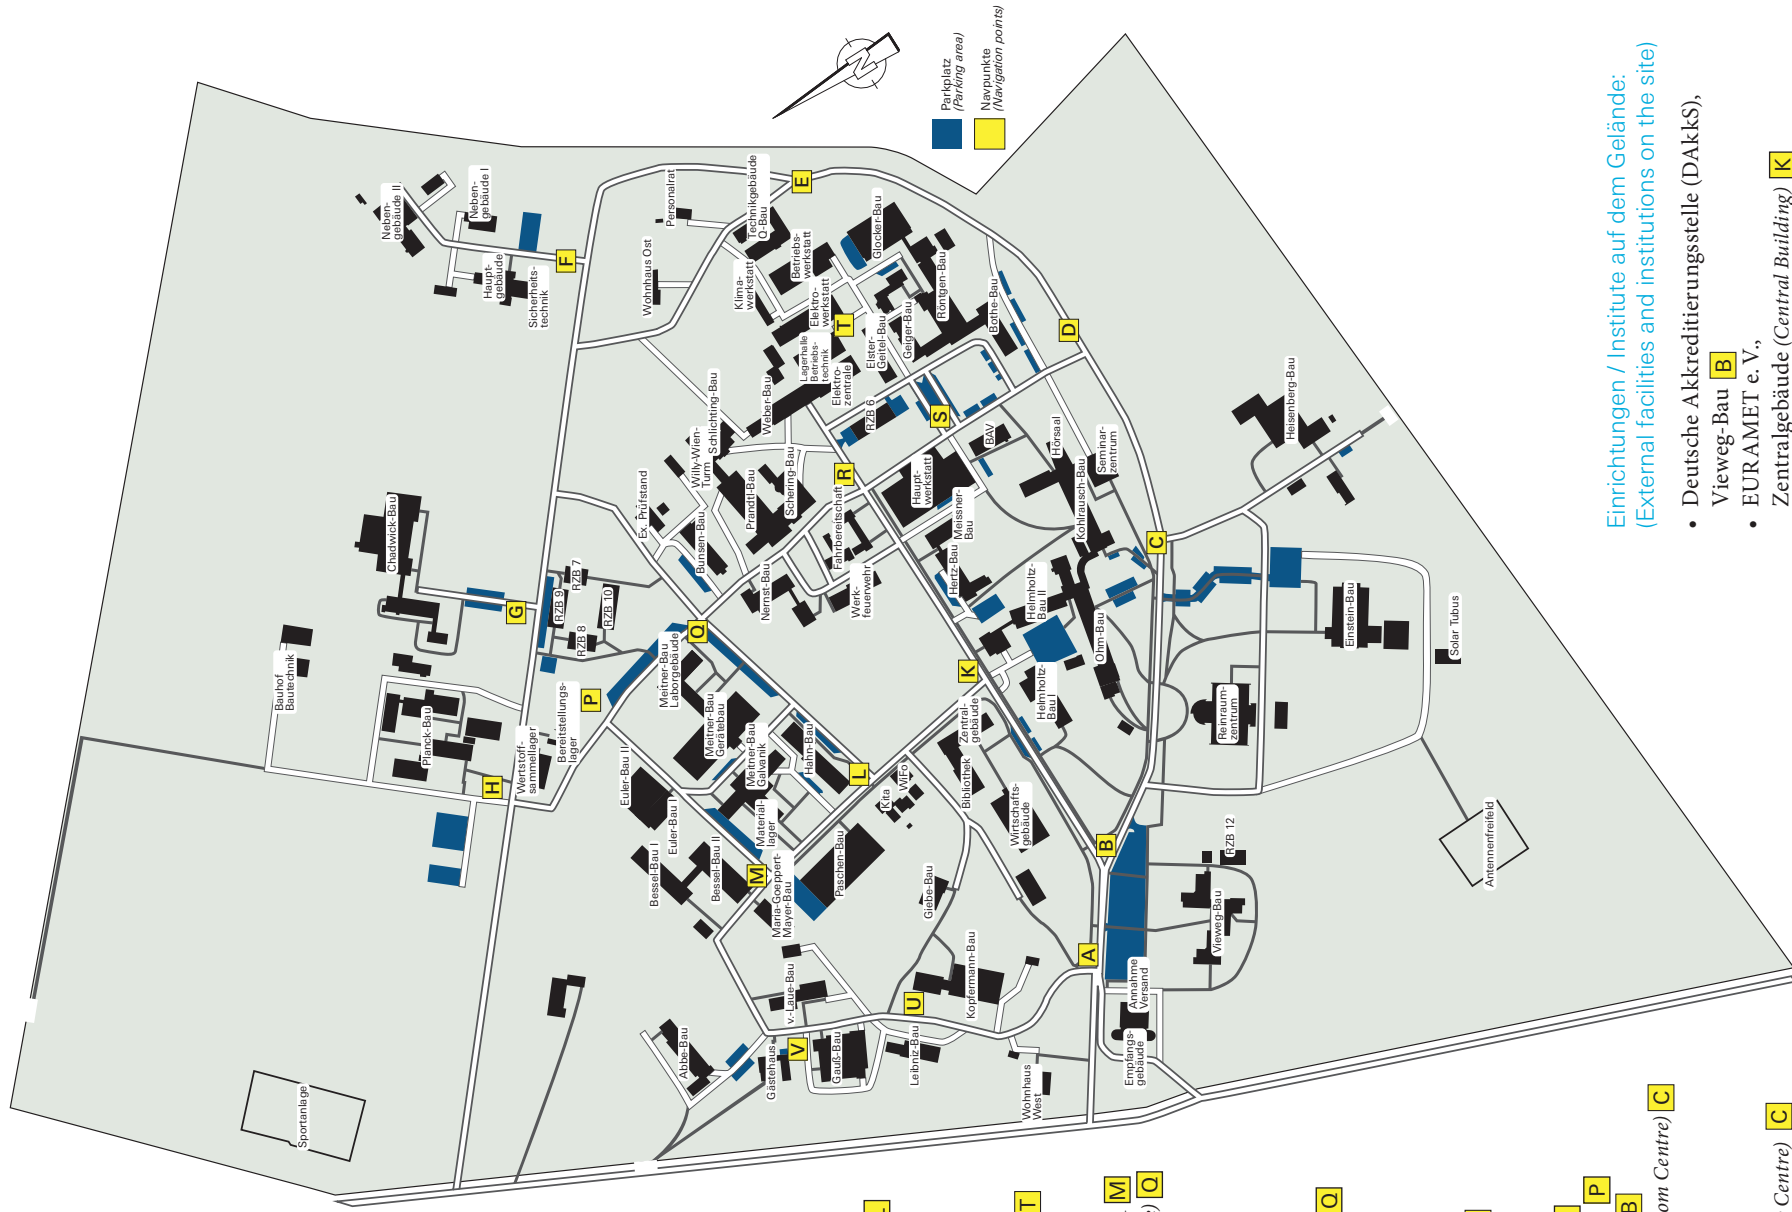 Sportanlage
Bauhof
Bautechnik
Planck-Bau
Chadwick-Bau
Neben-
gebäude II
Neben-
gebäude I
Haupt-
gebäude
Sicherheits-
technik
F
G
H
Wertstoff-
sammellager
Bereitstellungs-
lager
RZB 9
RZB 7
RZB 8
RZB 10
P
Q
Personalrat
Wohnhaus Ost
Technikgebäude
Q-Bau
E
Klima-
werkstatt
Betriebs-
werkstatt
Elektro-
werkstatt
Lagerhalle
Betriebs-
technik
Elektro-
zentrale
T
Glocker-Bau
Elster-
Geitel-Bau
Geiger-Bau
Röntgen-Bau
Bothe-Bau
D
Ex. Prüfstand
Willy-Wien-
Turm
Schlichting-Bau
Weber-Bau
Bunsen-Bau
Prandtl-Bau
Schering-Bau
Nernst-Bau
Fahrbereitschaft
Werk-
feuerwehr
R
RZB 6
S
BAV
Haupt-
werkstatt
Meissner-
Bau
Hertz-Bau
Hörsaal
Seminar-
zentrum
Kohlrausch-Bau
C
Helmholtz-
Bau II
Helmholtz-
Bau I
Ohm-Bau
K
Meitner-Bau
Laborgebäude
Meitner-Bau
Gerätebau
Meitner-Bau
Galvanik
Hahn-Bau
L
Euler-Bau II
Euler-Bau I
Bessel-Bau I
Bessel-Bau II
Material-
lager
M
Maria-Goeppert-
Mayer-Bau
Paschen-Bau
Kita
WiFo
Zentral-
gebäude
Bibliothek
Wirtschafts-
gebäude
Giebe-Bau
Kopfermann-Bau
v.-Laue-Bau
Abbe-Bau
Gästehaus
V
Gauß-Bau
U
Leibniz-Bau
Wohnhaus
West
A
B
Annahme
Versand
Empfangs-
gebäude
Vieweg-Bau
RZB 12
Reinraum-
zentrum
Einstein-Bau
Solar Tubus
Antennenfreifeld
Heisenberg-Bau
N
Parkplatz
(Parking area)
Navpunkte
(Navigation points)
Einrichtungen / Institute auf dem Gelände:
(External facilities and institutions on the site)
• Deutsche Akkreditierungsstelle (DAkkS),
Vieweg-Bau B
• EURAMET e. V.,
Zentralgebäude (Central Building) K
T
M
Q
Q
P
B
om Centre) C
Centre) C